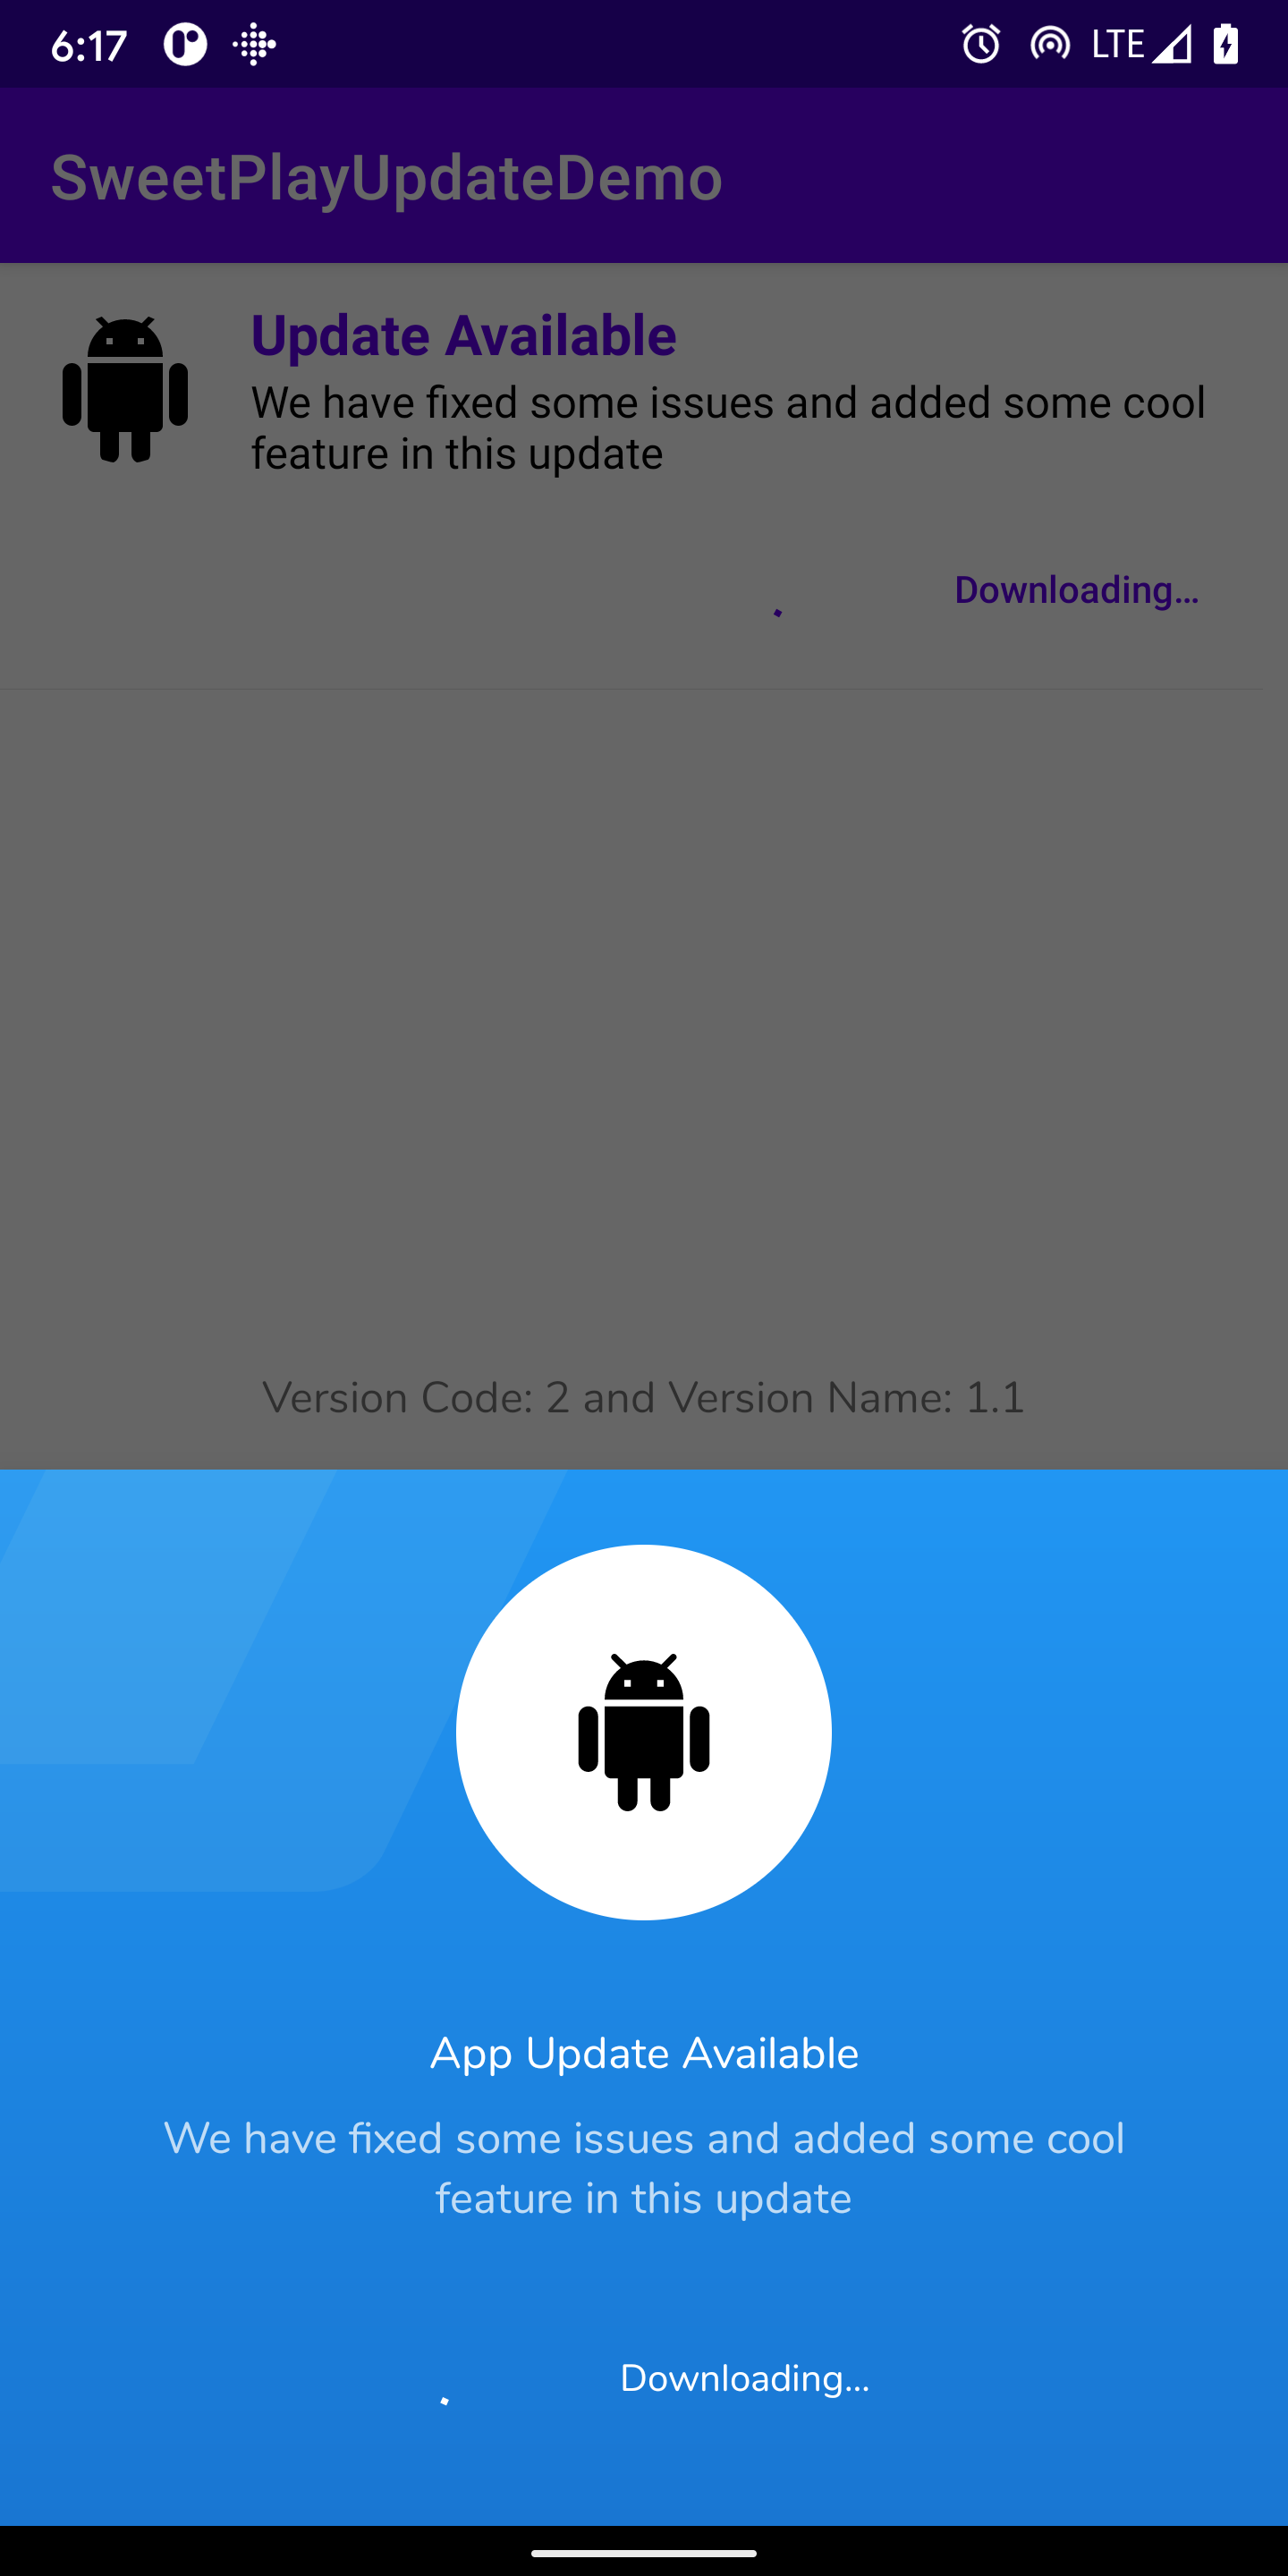 6:17
LTE
SweetPlayUpdateDemo
Update Available
We have fixed some issues and added some cool
feature in this update
Downloading...
Version Code: 2 and Version Name: 1.1
App Update Available
We have fixed some issues and added some cool
feature in this update
Downloading...